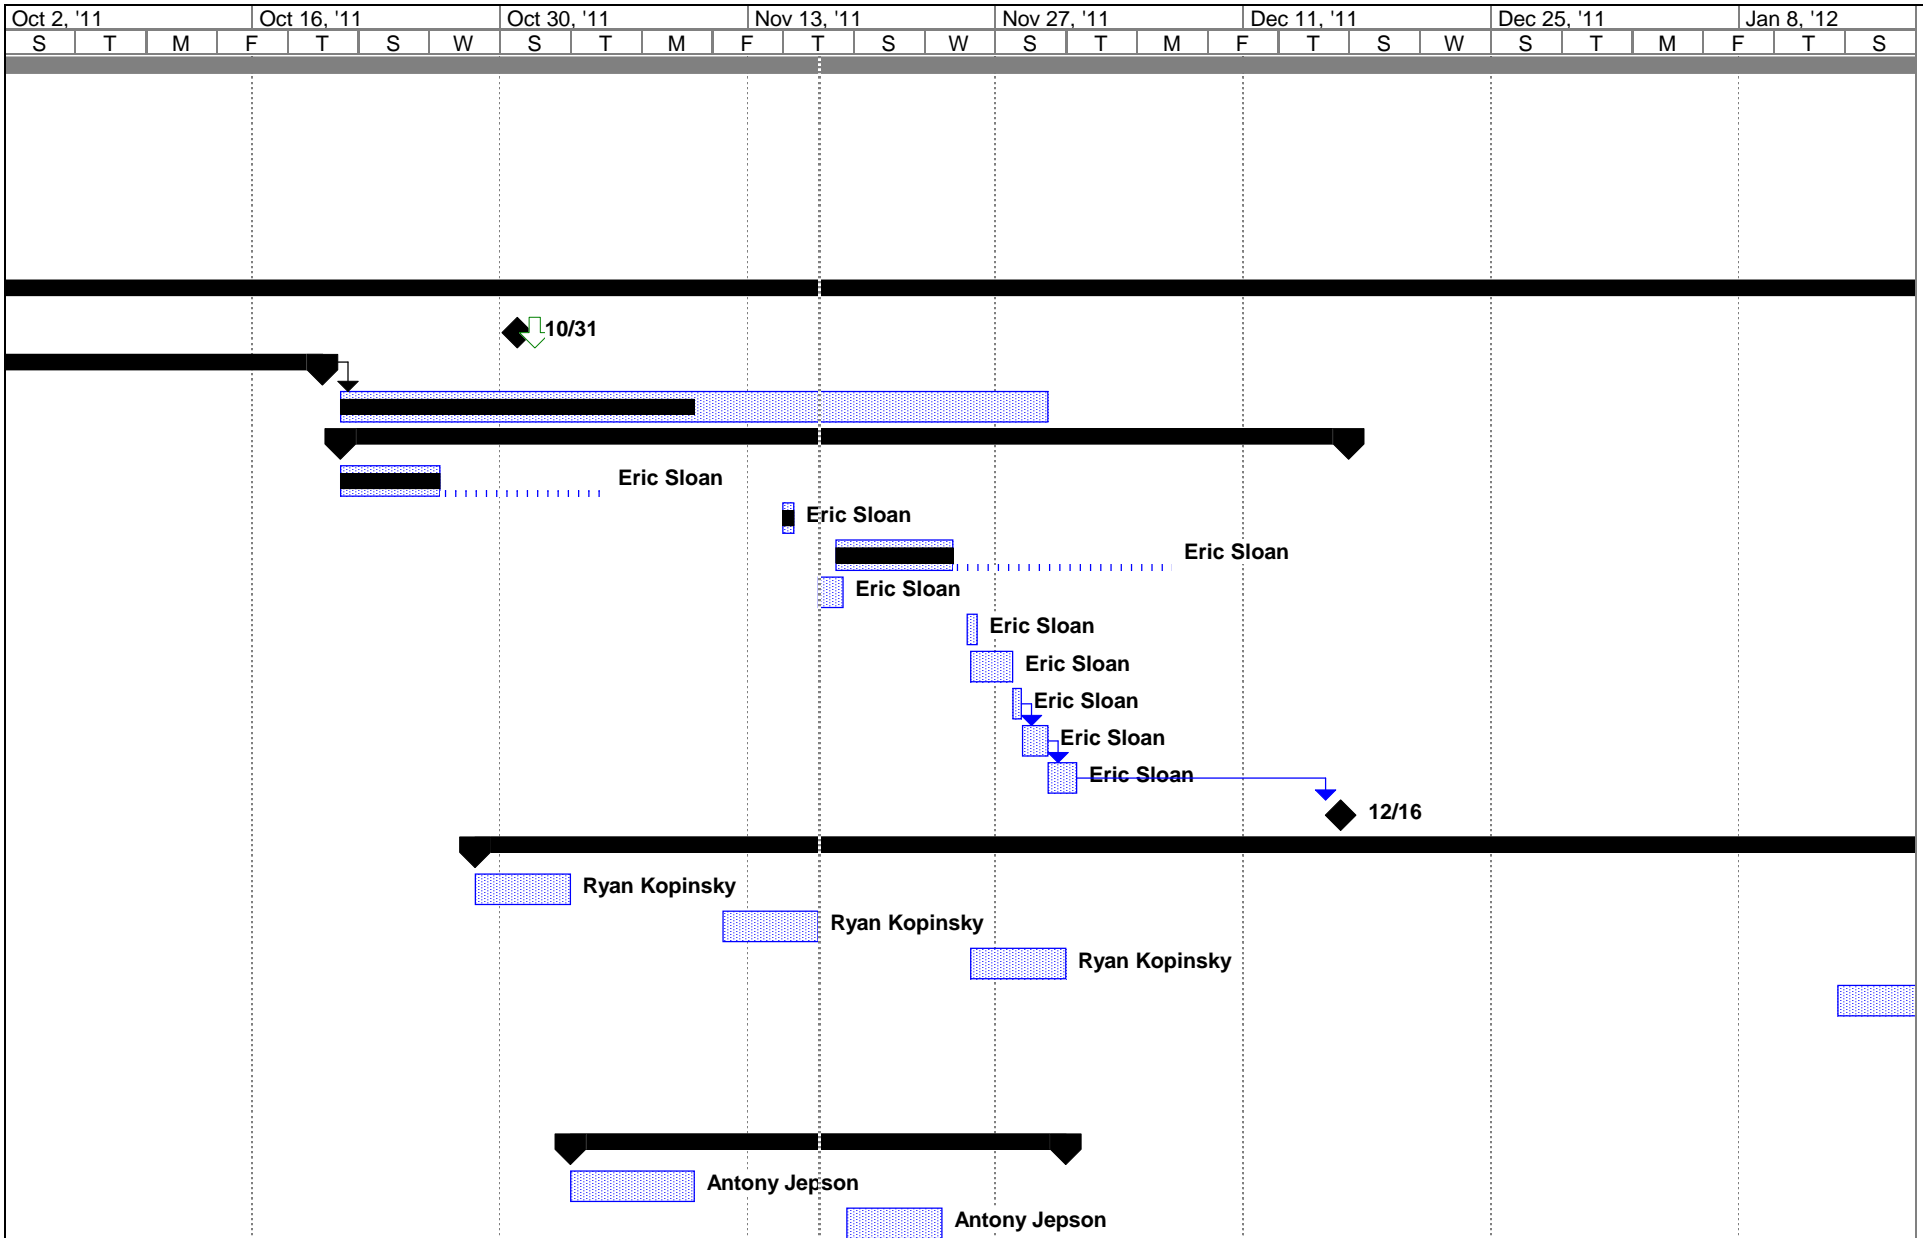 Oct 2, '11 Oct 16, '11 Oct 30, '11 Nov 13, '11 Nov 27, '11 Dec 11, '11 Dec 25, '11 Jan 8, '12
S T M F T S W S T M F T S W S T M F T S W S T M F T S
10/31
Eric Sloan
Eric Sloan
Eric Sloan
Eric Sloan
Eric Sloan
Eric Sloan
Eric Sloan
Eric Sloan
Eric Sloan
12/16
Ryan Kopinsky
Ryan Kopinsky
Ryan Kopinsky
Antony Jepson
Antony Jepson